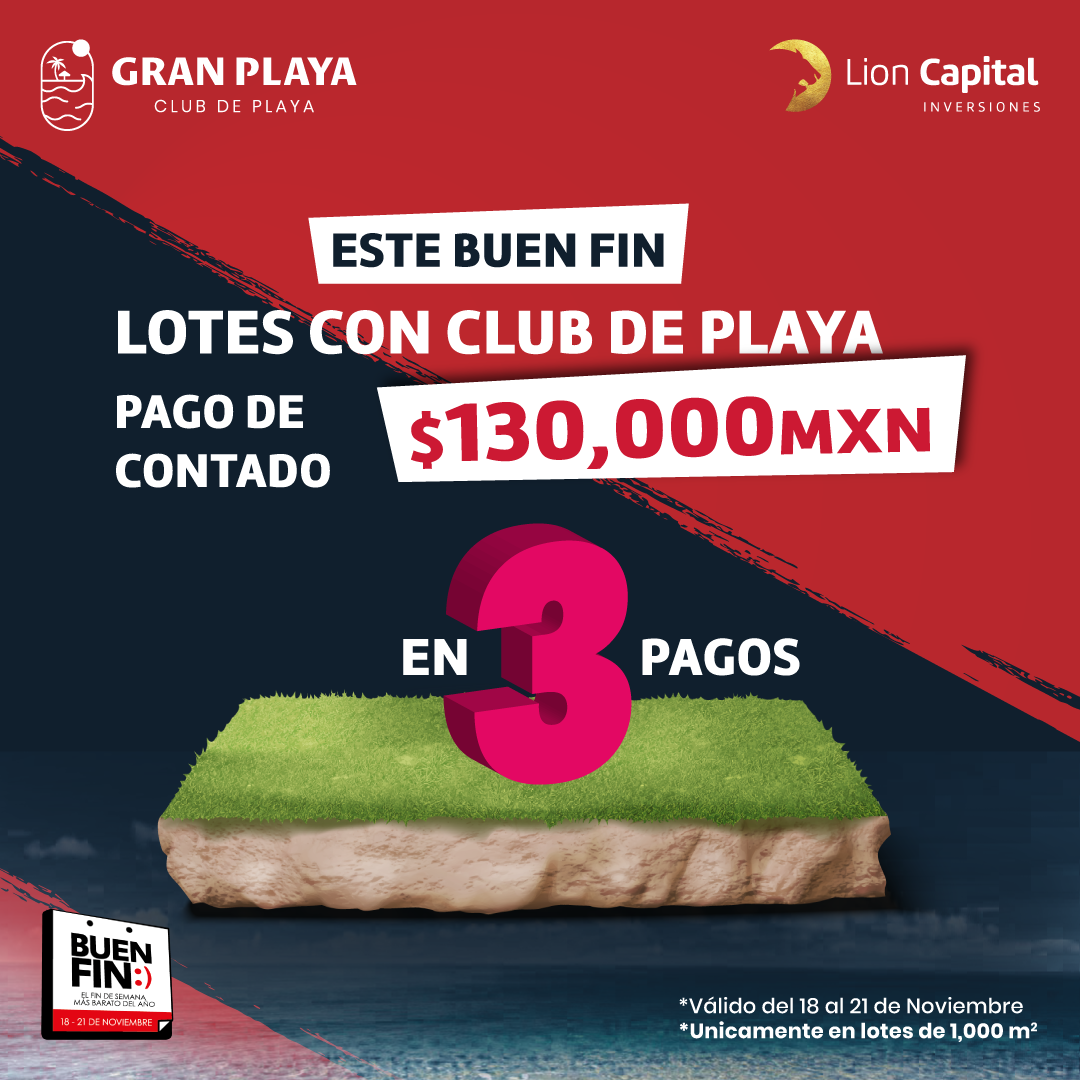 GRAN PLAYA
CLUB DE PLAYA
Lion Capital
INVERSIONES
ESTE BUEN FIN
LOTES CON CLUB DE PLAYA
PAGO DE
CONTADO
$130,000MXN
EN 3 PAGOS
BUEN
FIN:)
EL FIN DE SEMANA
MÁS BARATO DEL AÑO
18 - 21 DE NOVIEMBRE
*Válido del 18 al 21 de Noviembre
*Unicamente en lotes de 1,000 m²